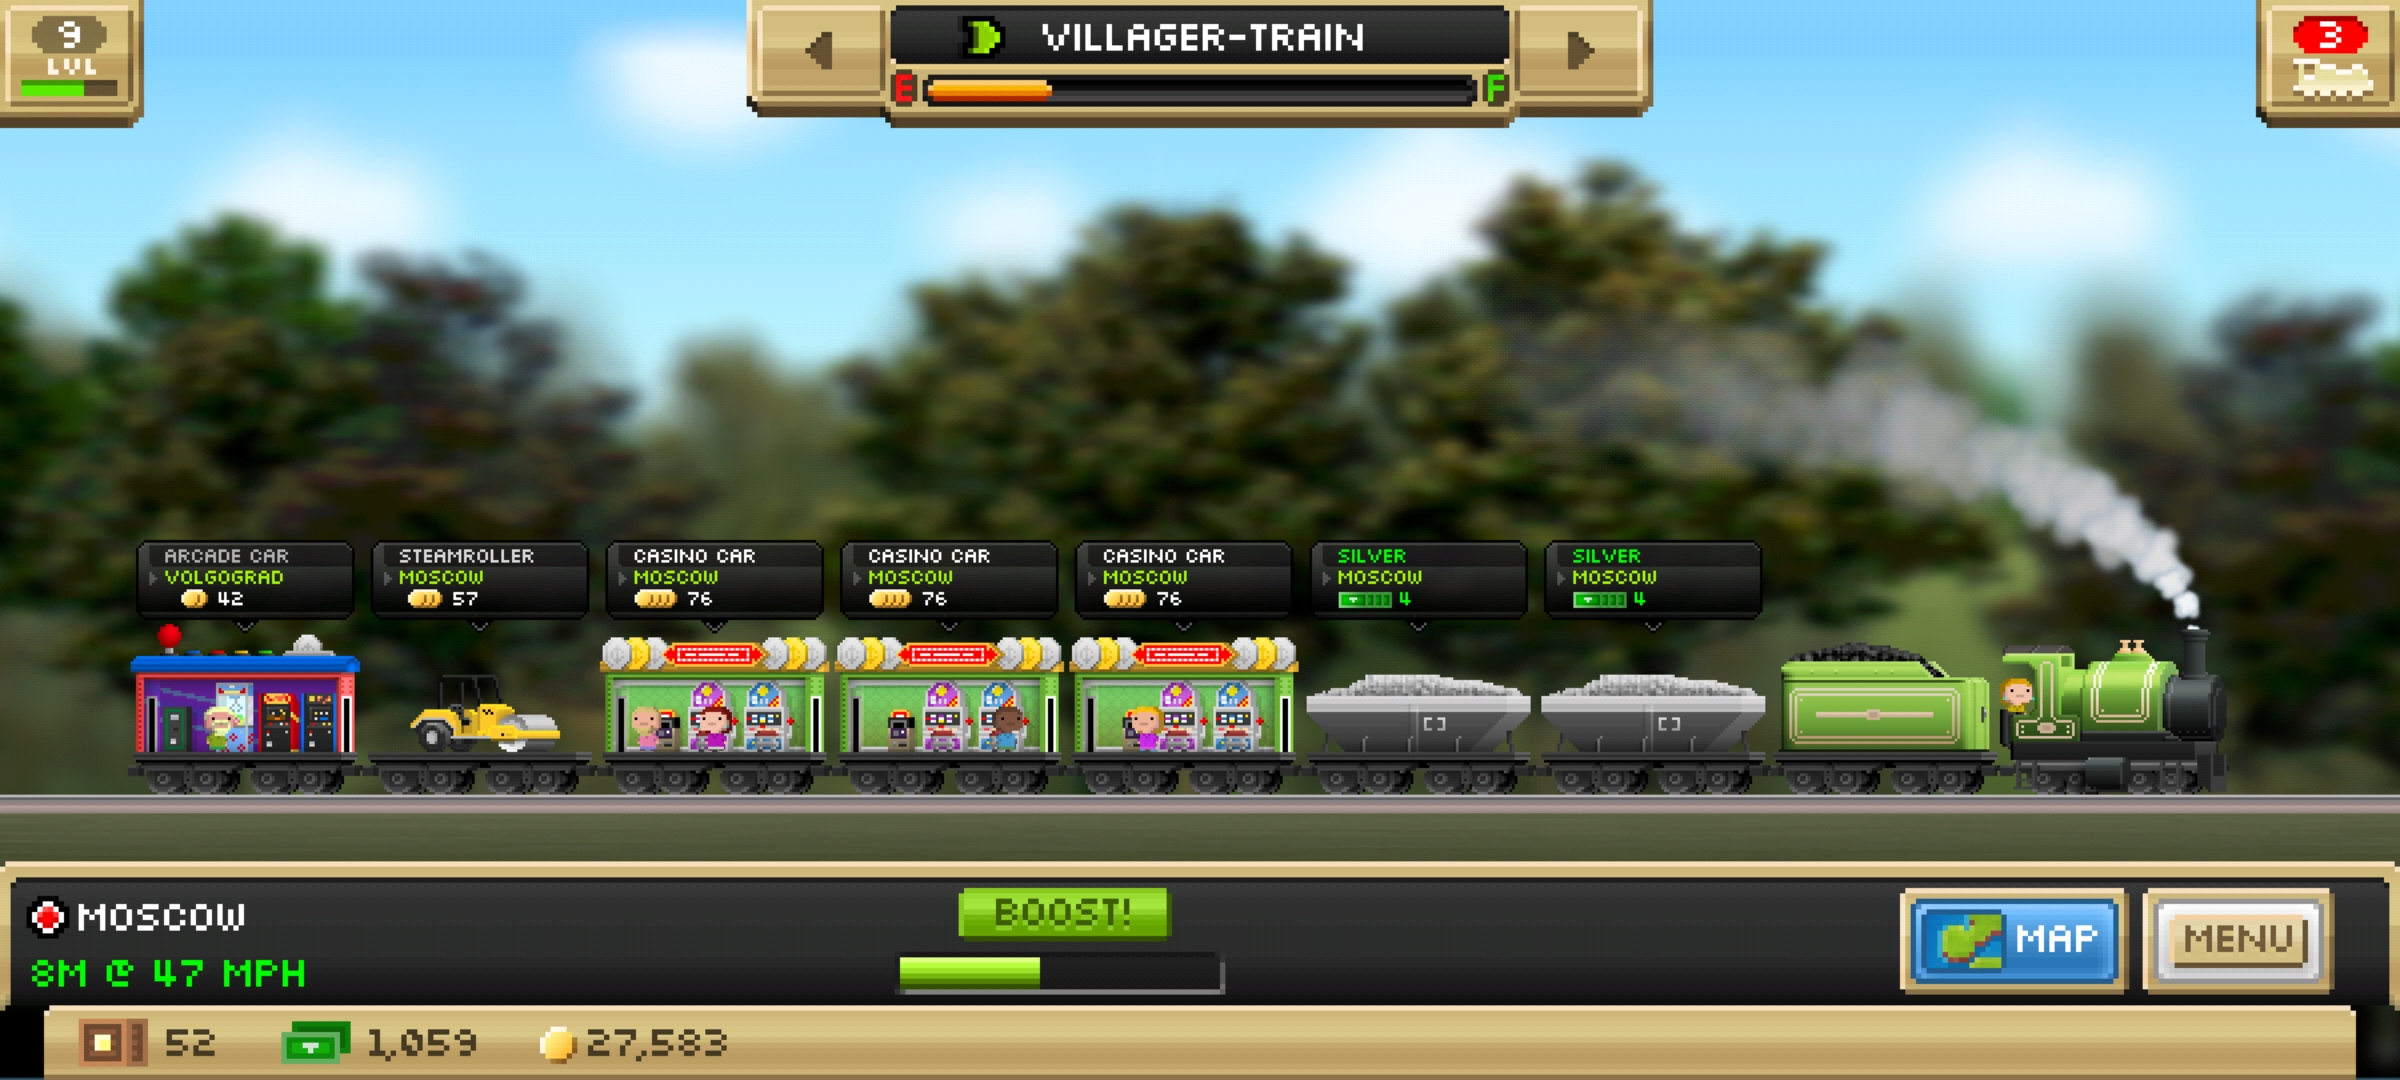 9
LVL
VILLAGER-TRAIN
E F
3
ARCADE CAR
VOLGOGRAD
42
STEAMROLLER
MOSCOW
57
CASINO CAR
MOSCOW
76
CASINO CAR
MOSCOW
76
CASINO CAR
MOSCOW
76
SILVER
MOSCOW
4
SILVER
MOSCOW
4
MOSCOW
8M @ 47 MPH
BOOST!
MAP
MENU
52
1,059
27,583